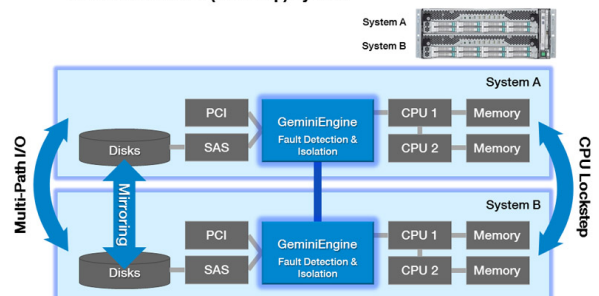 System A
System B
System A
PCI
GeminiEngine
Fault Detection &
Isolation
CPU 1
Memory
Disks
SAS
CPU 2
Memory
Multi-Path I/O
Mirroring
CPU Lockstep
System B
PCI
GeminiEngine
Fault Detection &
Isolation
CPU 1
Memory
Disks
SAS
CPU 2
Memory